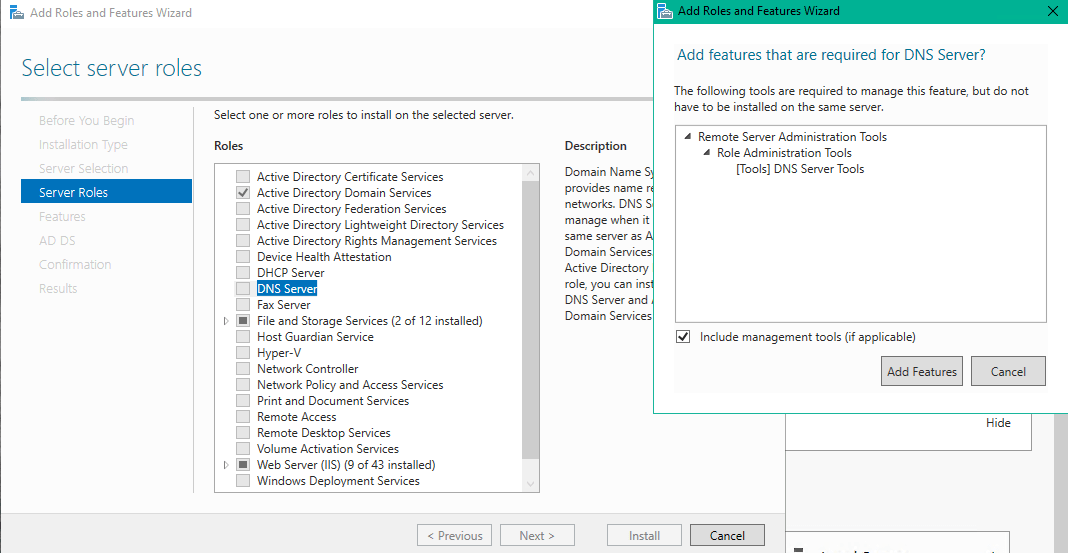 Add Roles and Features Wizard
Select server roles
Before You Begin
Installation Type
Server Selection
Server Roles
Features
AD DS
Confirmation
Results
Select one or more roles to install on the selected server.
Roles
Active Directory Certificate Services
Active Directory Domain Services
Active Directory Federation Services
Active Directory Lightweight Directory Services
Active Directory Rights Management Services
Device Health Attestation
DHCP Server
DNS Server
Fax Server
File and Storage Services (2 of 12 installed)
Host Guardian Service
Hyper-V
Network Controller
Network Policy and Access Services
Print and Document Services
Remote Access
Remote Desktop Services
Volume Activation Services
Web Server (IIS) (9 of 43 installed)
Windows Deployment Services
Description
Domain Name Sy
provides name re
networks. DNS Se
manage when it
same server as A
Domain Services.
Active Directory
role, you can inst
DNS Server and A
Domain Services
< Previous
Next >
Install
Cancel
Add Roles and Features Wizard
Add features that are required for DNS Server?
The following tools are required to manage this feature, but do not
have to be installed on the same server.
Remote Server Administration Tools
Role Administration Tools
[Tools] DNS Server Tools
Include management tools (if applicable)
Add Features
Cancel
Hide